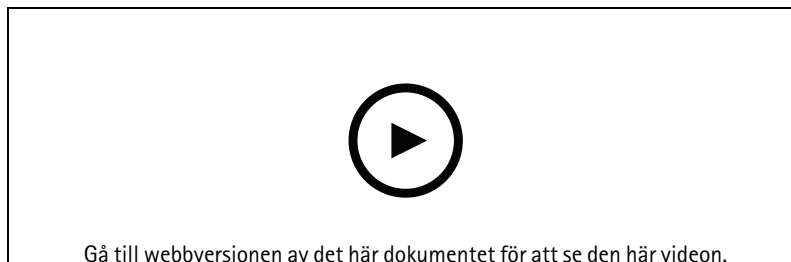 Gå till webbversionen av det här dokumentet för att se den här videon.